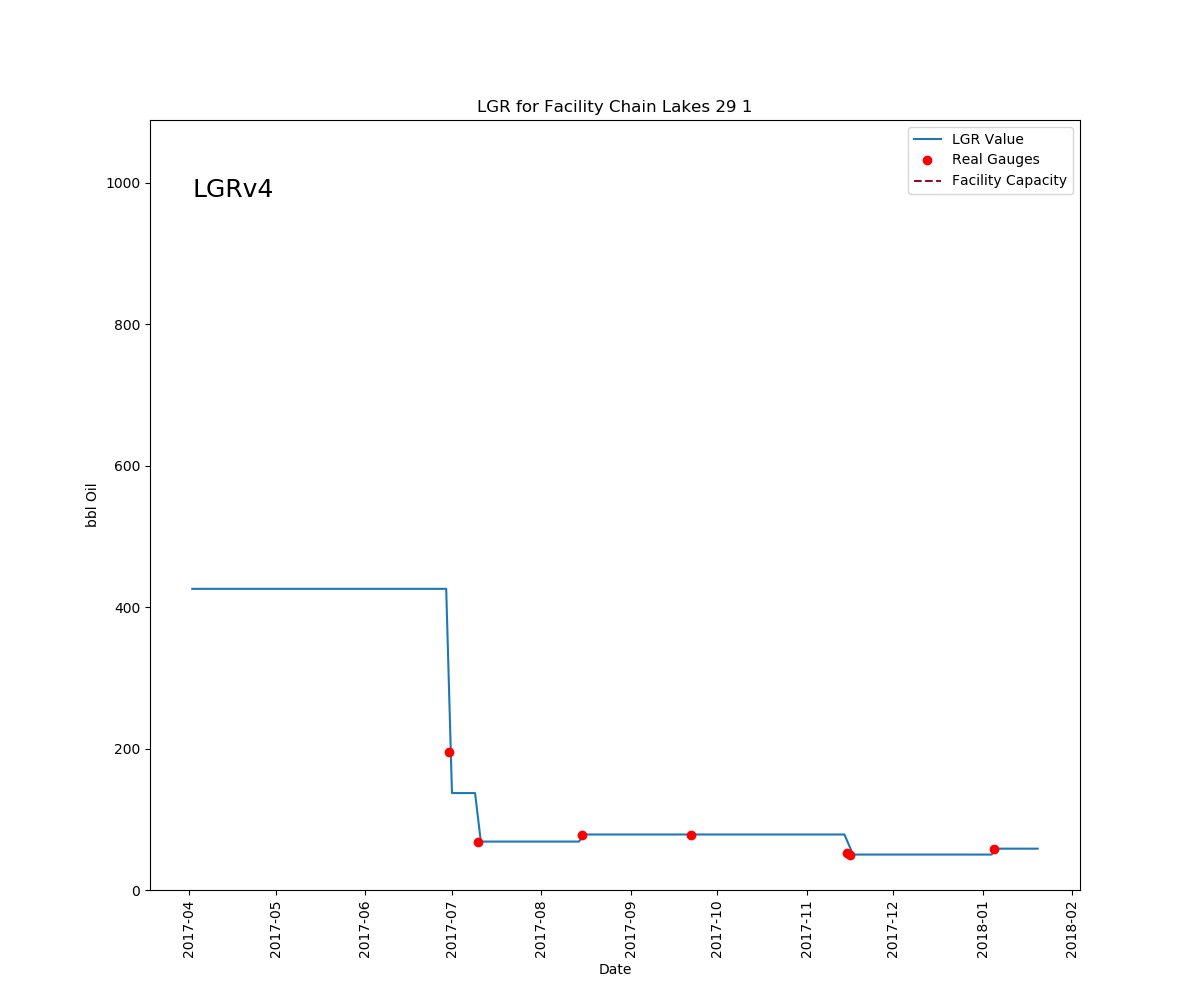 LGR for Facility Chain Lakes 29 1
LGR Value
Real Gauges
Facility Capacity
LGRv4
1000
800
600
400
200
0
bbl Oil
2017-04
2017-05
2017-06
2017-07
2017-08
2017-09
2017-10
2017-11
2017-12
2018-01
2018-02
Date